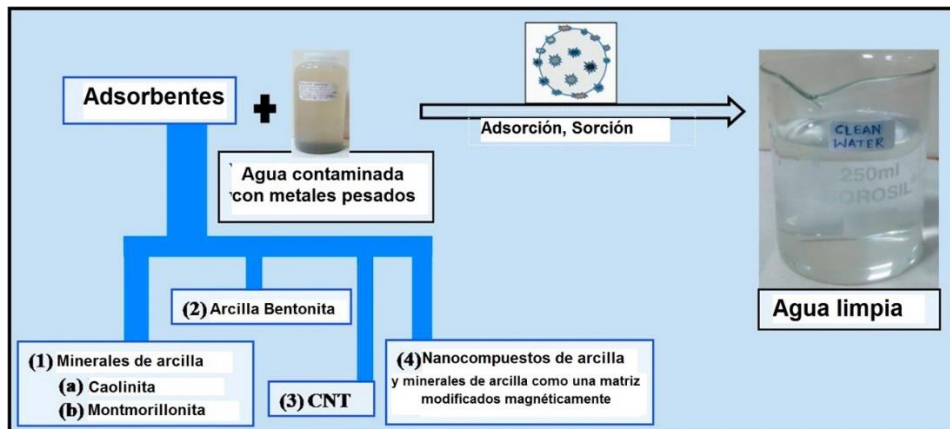 Adsorbentes
+
Agua contaminada
con metales pesados
Adsorción, Sorción
CLEAN
WATER
250ml
BOROSIL
Agua limpia
(2) Arcilla Bentonita
(1) Minerales de arcilla
(a) Caolinita
(b) Montmorillonita
(3) CNT
(4) Nanocompuestos de arcilla
y minerales de arcilla como una matriz
modificados magnéticamente